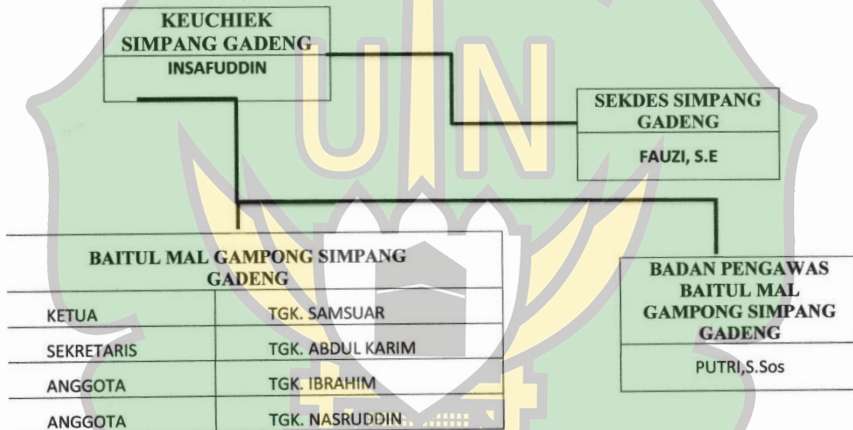 KEUCHIEK
SIMPANG GADENG
INSAFUDDIN
SEKDES SIMPANG
GADENG
FAUZI, S.E
BAITUL MAL GAMPONG SIMPANG
GADENG
KETUA TGK. SAMSUAR
SEKRETARIS TGK. ABDUL KARIM
ANGGOTA TGK. IBRAHIM
ANGGOTA TGK. NASRUDDIN
BADAN PENGAWAS
BAITUL MAL
GAMPONG SIMPANG
GADENG
PUTRI,S.Sos
UIN